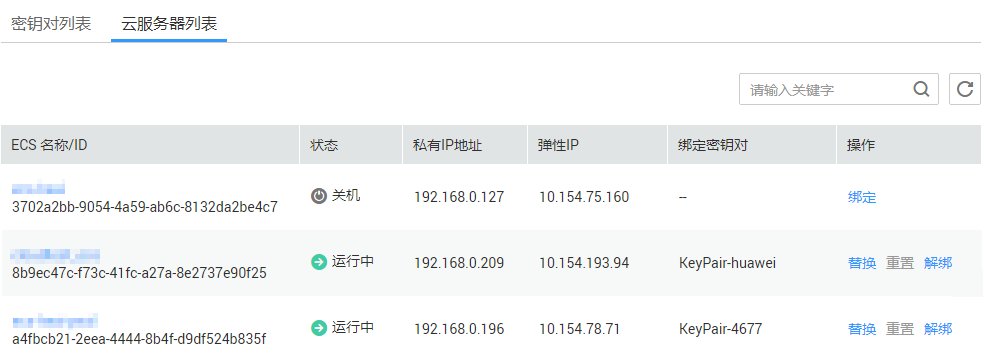 密钥对列表 云服务器列表
请输入关键字
ECS 名称/ID 状态 私有IP地址 弹性IP 绑定密钥对 操作
3702a2bb-9054-4a59-ab6c-8132da2be4c7 关机 192.168.0.127 10.154.75.160 -- 绑定
8b9ec47c-f73c-41fc-a27a-8e2737e90f25 运行中 192.168.0.209 10.154.193.94 KeyPair-huawei 替换 重置 解绑
a4fbcb21-2eea-4444-8b4f-d9df524b835f 运行中 192.168.0.196 10.154.78.71 KeyPair-4677 替换 重置 解绑